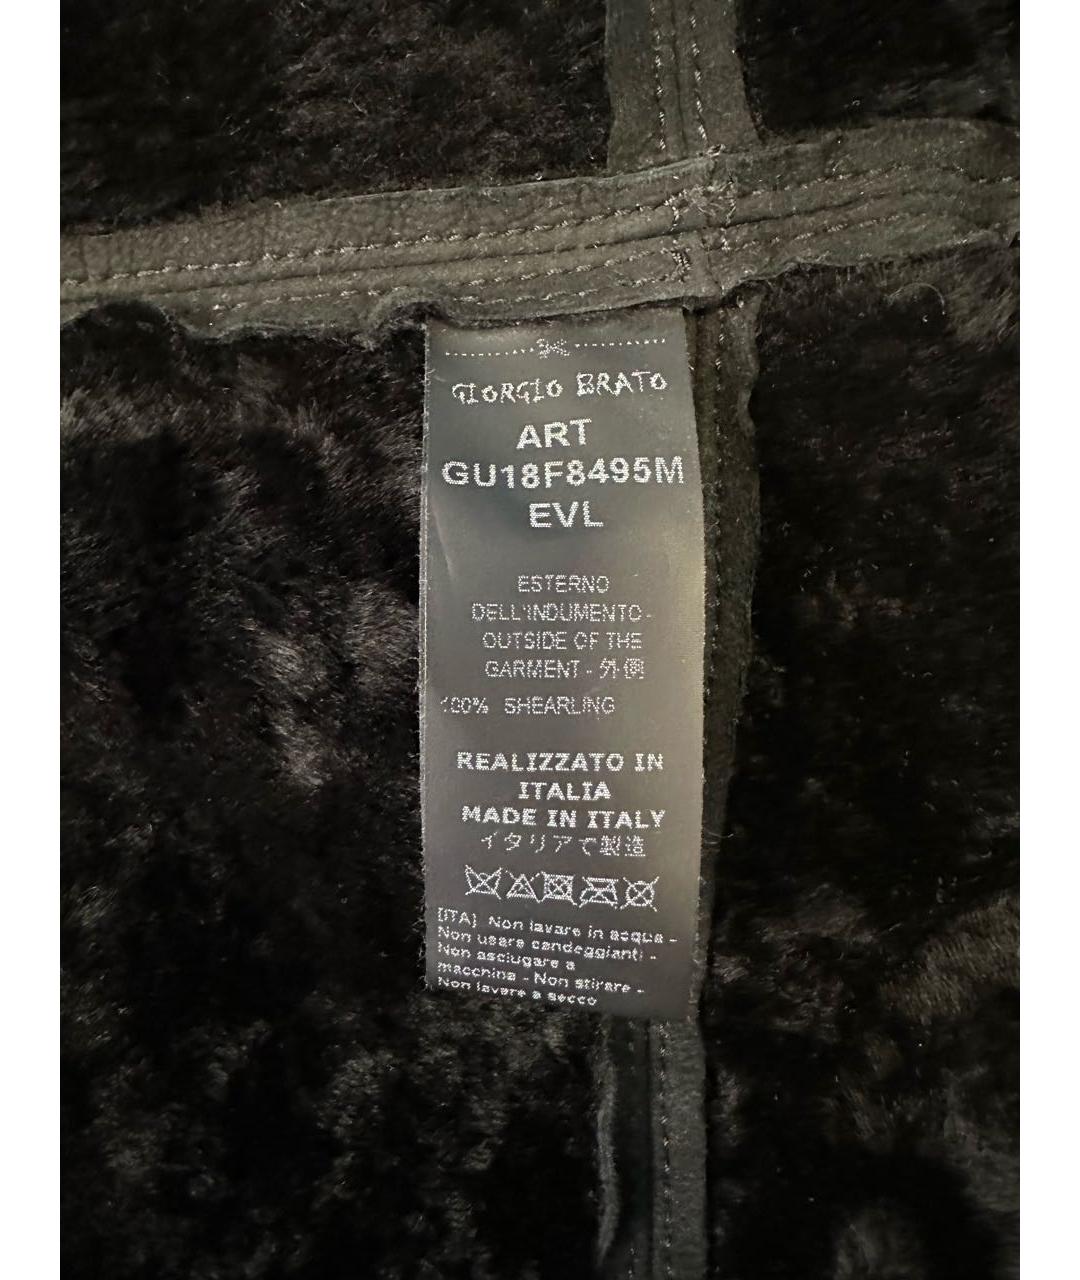 GIORGIO BRATO
ART
GU18F8495M
EVL
ESTERNO
DELL'INDUMENTO -
OUTSIDE OF THE
GARMENT - 外側
100% SHEARLING
REALIZZATO IN
ITALIA
MADE IN ITALY
イタリアで製造
[ITA] Non lavare in acqua -
Non usare candeggianti -
Non asciugare a
macchina - Non stirare -
Non lavare a secco